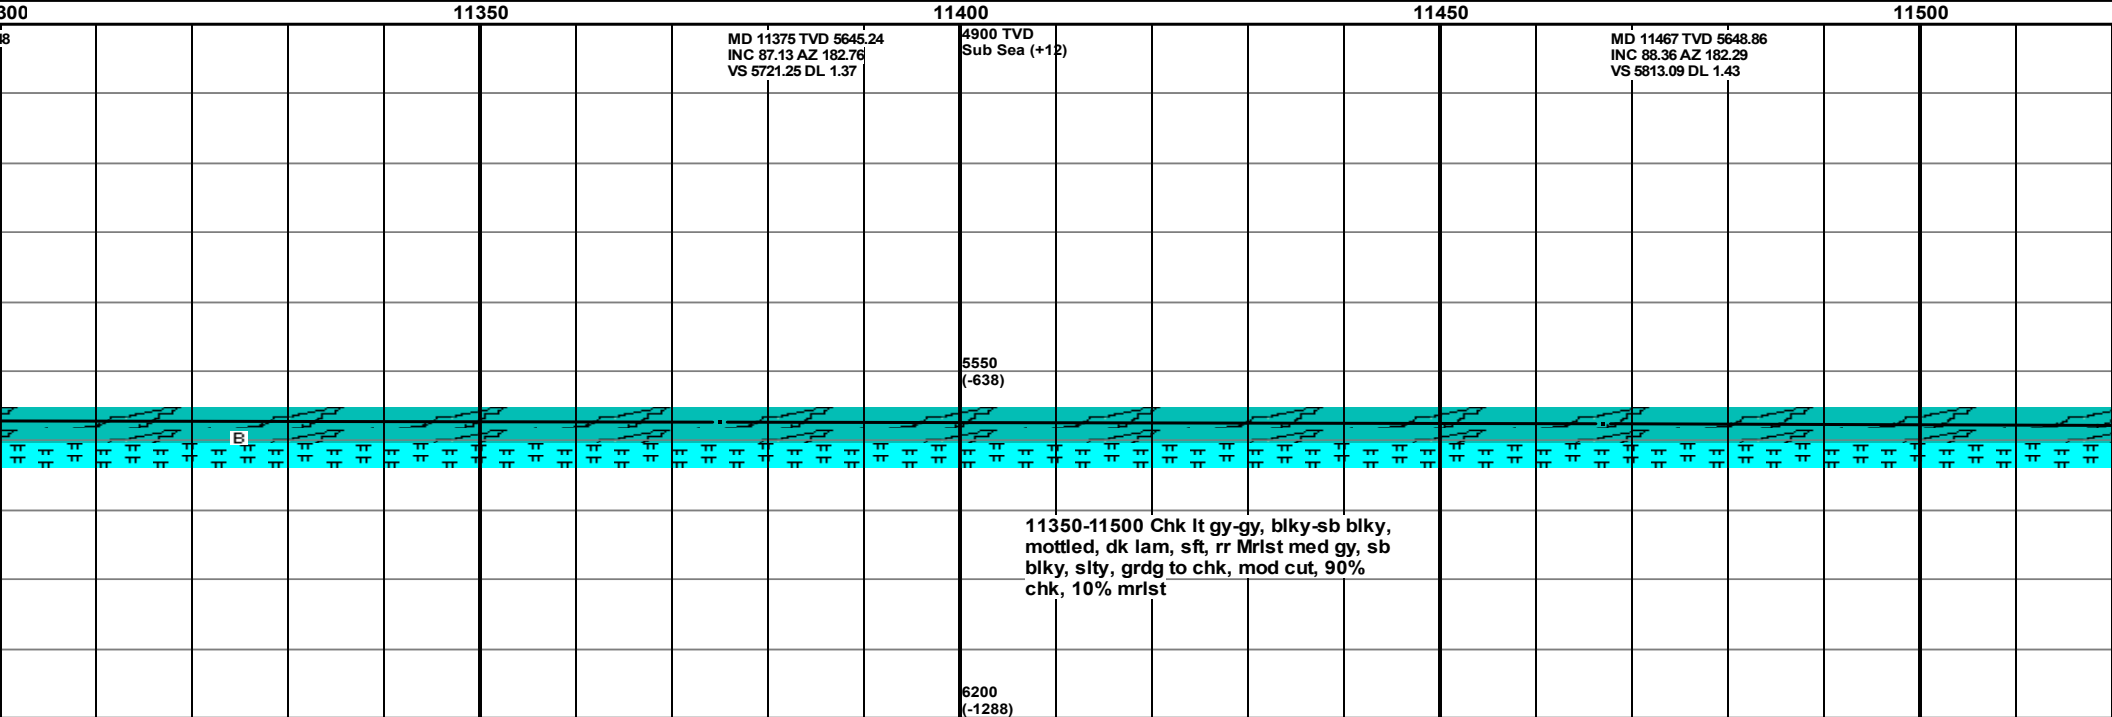 300 11350 11400 11450 11500
8
MD 11375 TVD 5645.24
INC 87.13 AZ 182.76
VS 5721.25 DL 1.37
4900 TVD
Sub Sea (+12)
MD 11467 TVD 5648.86
INC 88.36 AZ 182.29
VS 5813.09 DL 1.43
5550
(-638)
B
11350-11500 Chk lt gy-gy, blky-sb blky,
mottled, dk lam, sft, rr Mrlst med gy, sb
blky, slty, grdg to chk, mod cut, 90%
chk, 10% mrlst
6200
(-1288)